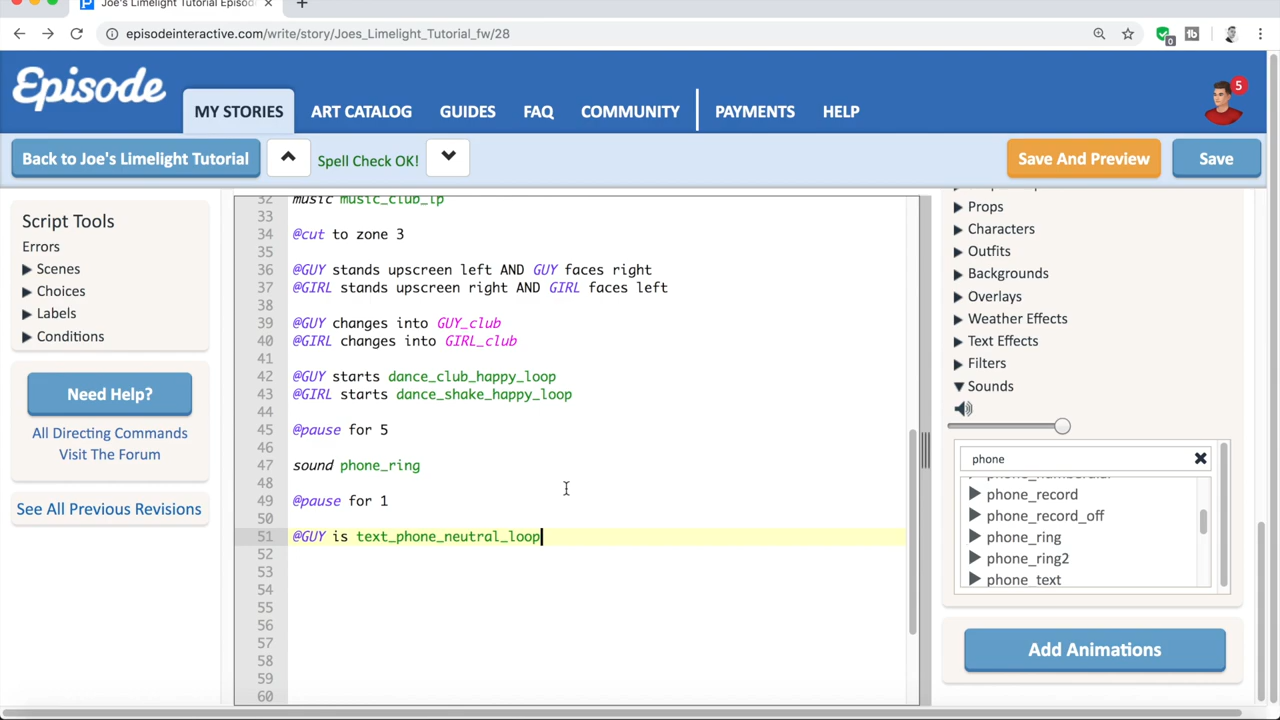 Joe's Limelight Tutorial Episod
episodeinteractive.com/write/story/Joes_Limelight_Tutorial_fw/28
0
Episode
MY STORIES
ART CATALOG
GUIDES
FAQ
COMMUNITY
PAYMENTS
HELP
5
Back to Joe's Limelight Tutorial
Spell Check OK!
Save And Preview
Save
Script Tools
Errors
Scenes
Choices
Labels
Conditions
Need Help?
All Directing Commands
Visit The Forum
See All Previous Revisions
32 music music_club_lp
33
34 @cut to zone 3
35
36 @GUY stands upscreen left AND GUY faces right
37 @GIRL stands upscreen right AND GIRL faces left
38
39 @GUY changes into GUY_club
40 @GIRL changes into GIRL_club
41
42 @GUY starts dance_club_happy_loop
43 @GIRL starts dance_shake_happy_loop
44
45 @pause for 5
46
47 sound phone_ring
48
49 @pause for 1
50
51 @GUY is text_phone_neutral_loop
52
53
54
55
56
57
58
59
60
Props
Characters
Outfits
Backgrounds
Overlays
Weather Effects
Text Effects
Filters
Sounds
phone
phone_record
phone_record_off
phone_ring
phone_ring2
phone_text
Add Animations